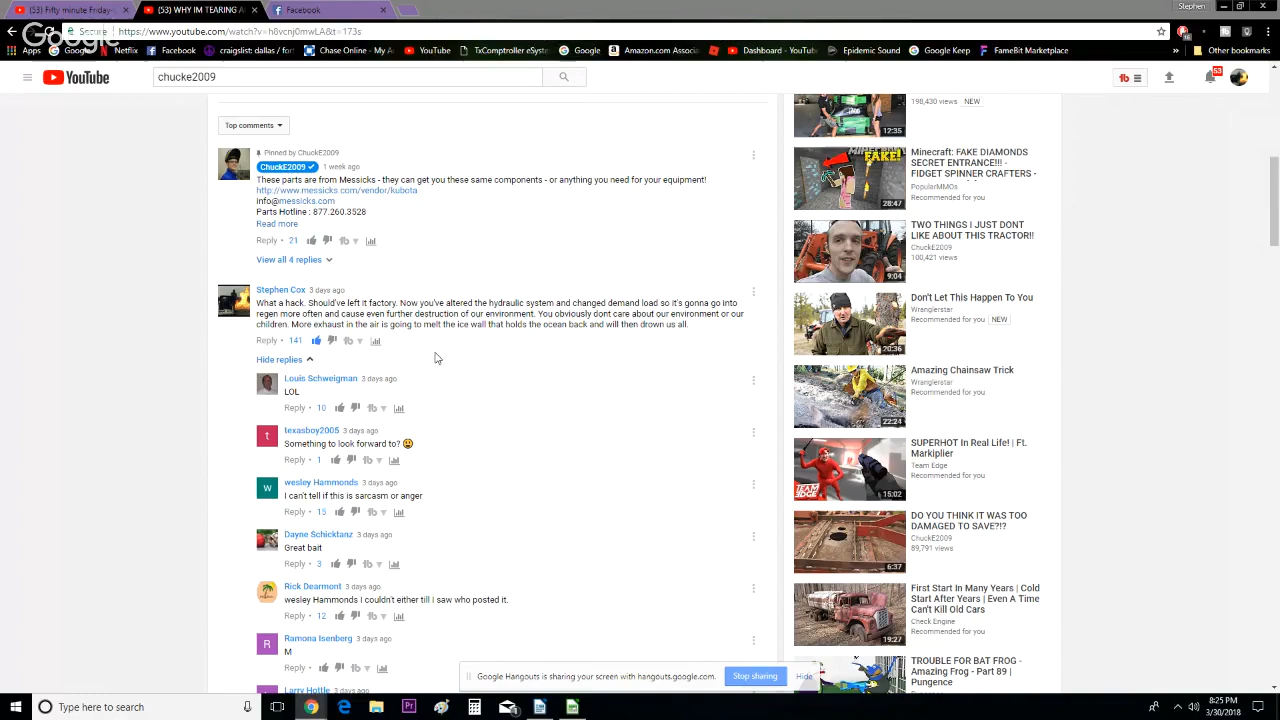 (53) Fifty minute friday-
(53) WHY IM TEARING A
Facebook
Stephen
Google
Secure
https://www.youtube.com/watch?v=h8vcnj0mwLA&t=173s
Apps
G Google
Facebook
craigslist: dallas / fort
Chase Online - My A
YouTube
TxComptroller eSystem
Google
Amazon.com Associa
Dashboard - YouTube
Epidemic Sound
Google Keep
FameBit Marketplace
Other bookmarks
YouTube
chucke2009
53
Top comments
Pinned by ChuckE2009
ChuckE2009 1 week ago
These parts are from Messicks - they can get you these same components - or anything you need for your equipment!
http://www.messicks.com/vendor/kubota
info@messicks.com
Parts Hotline : 877.260.3528
Read more
Reply • 21
View all 4 replies
Stephen Cox 3 days ago
What a hack. Should've left it factory. Now you've altered the hydraulic system and changed demand load so it's gonna go into
regen more often and cause even further destruction of our environment. You obviously dont care about our environment or our
children. More exhaust in the air is going to melt the ice wall that holds the ocean back and will then drown us all.
Reply • 141
Hide replies
Louis Schweigman 3 days ago
LOL
Reply • 10
t
texasboy2005 3 days ago
Something to look forward to?
Reply • 1
w
wesley Hammonds 3 days ago
I can't tell if this is sarcasm or anger
Reply • 15
Dayne Schicktanz 3 days ago
Great bait
Reply • 3
Rick Dearmont 3 days ago
wesley Hammonds I couldn't either till I saw who posted it.
Reply • 12
R
Ramona Isenberg 3 days ago
M
Reply
Larry Hottle 3 days ago
198,430 views NEW
12:35
MINECRAFT
FAKE!
Minecraft: FAKE DIAMONDS
SECRET ENTRANCE!!! -
FIDGET SPINNER CRAFTERS -
PopularMMOs
Recommended for you
28:47
TWO THINGS I JUST DONT
LIKE ABOUT THIS TRACTOR!!
ChuckE2009
100,421 views
9:04
Don't Let This Happen To You
Wranglerstar
Recommended for you NEW
20:36
Amazing Chainsaw Trick
Wranglerstar
Recommended for you
22:24
SUPERHOT In Real Life! | Ft.
Markiplier
Team Edge
Recommended for you
TEAM EDGE
15:02
DO YOU THINK IT WAS TOO
DAMAGED TO SAVE?!?
ChuckE2009
89,791 views
6:37
First Start In Many Years | Cold
Start After Years | Even A Time
Can't Kill Old Cars
Check Engine
Recommended for you
19:27
TROUBLE FOR BAT FROG -
Amazing Frog - Part 89 |
Pungence
Google Hangouts is sharing your screen with hangouts.google.com.
Stop sharing
Hide
Type here to search
Pr
8:25 PM
3/30/2018